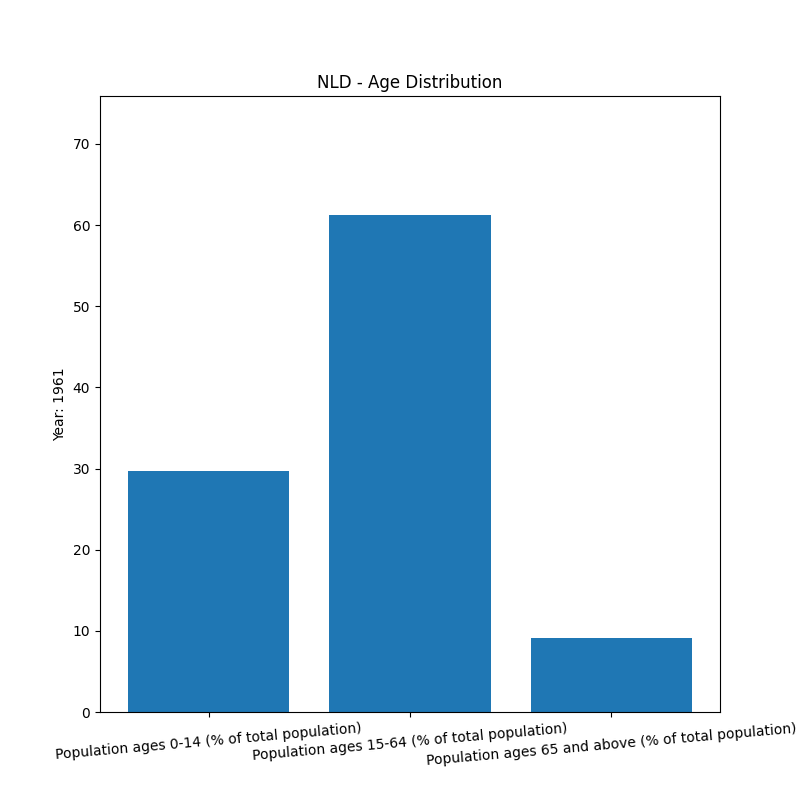 NLD - Age Distribution
Year: 1961
70
60
50
40
30
20
10
0
Population ages 0-14 (% of total population)
Population ages 15-64 (% of total population)
Population ages 65 and above (% of total population)